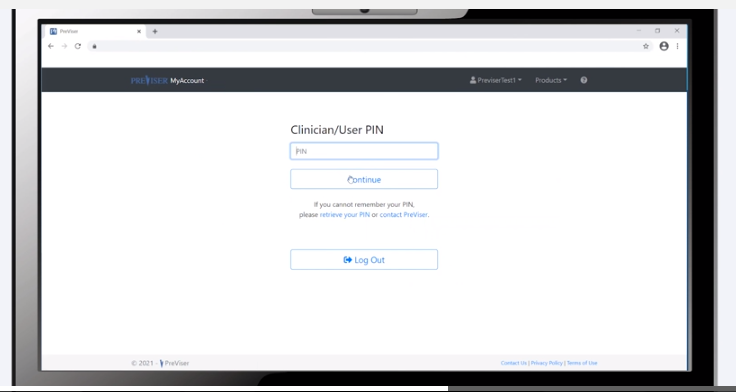 PreViser
PREVISER MyAccount
PreviserTest1 Products
Clinician/User PIN
PIN
Continue
If you cannot remember your PIN,
please retrieve your PIN or contact PreViser.
Log Out
© 2021 - PreViser
Contact Us | Privacy Policy | Terms of Use